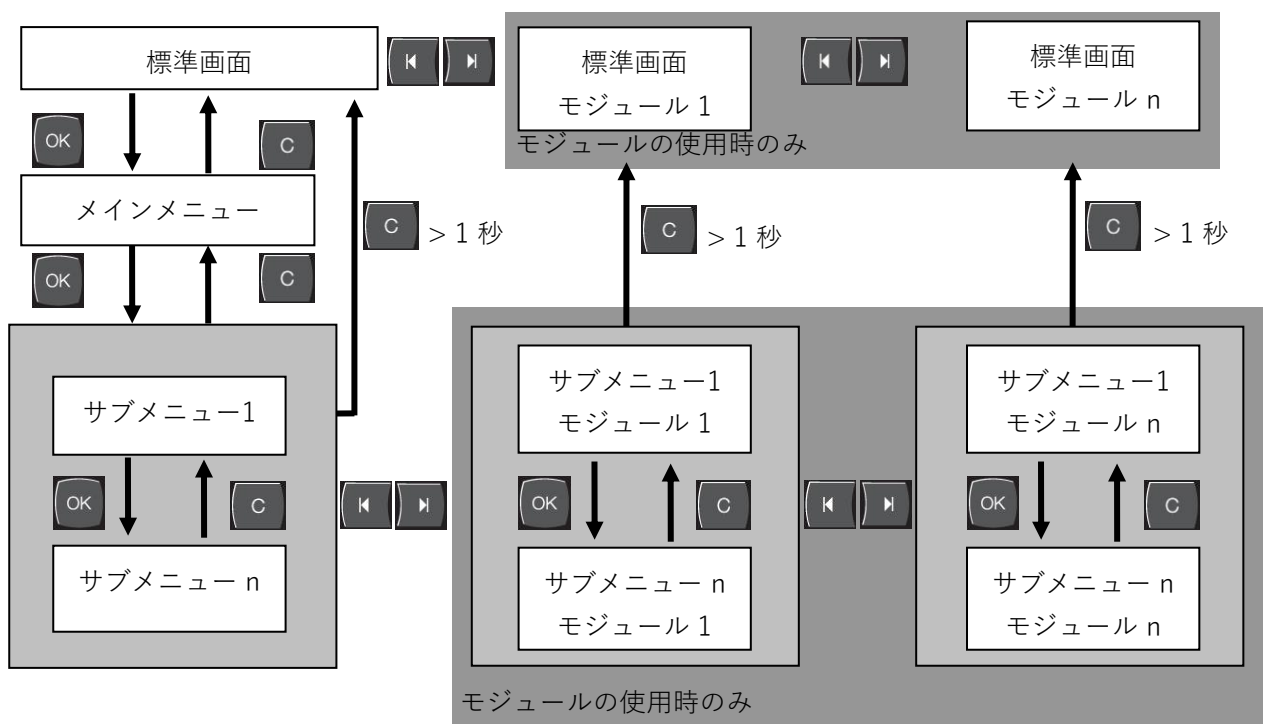 標準画面
標準画面
モジュール 1
標準画面
モジュール n
モジュールの使用時のみ
OK
C
メインメニュー
C > 1 秒
C > 1 秒
C > 1 秒
OK
C
サブメニュー1
OK
C
サブメニュー n
サブメニュー1
モジュール 1
OK
C
サブメニュー n
モジュール 1
サブメニュー1
モジュール n
OK
C
サブメニュー n
モジュール n
モジュールの使用時のみ